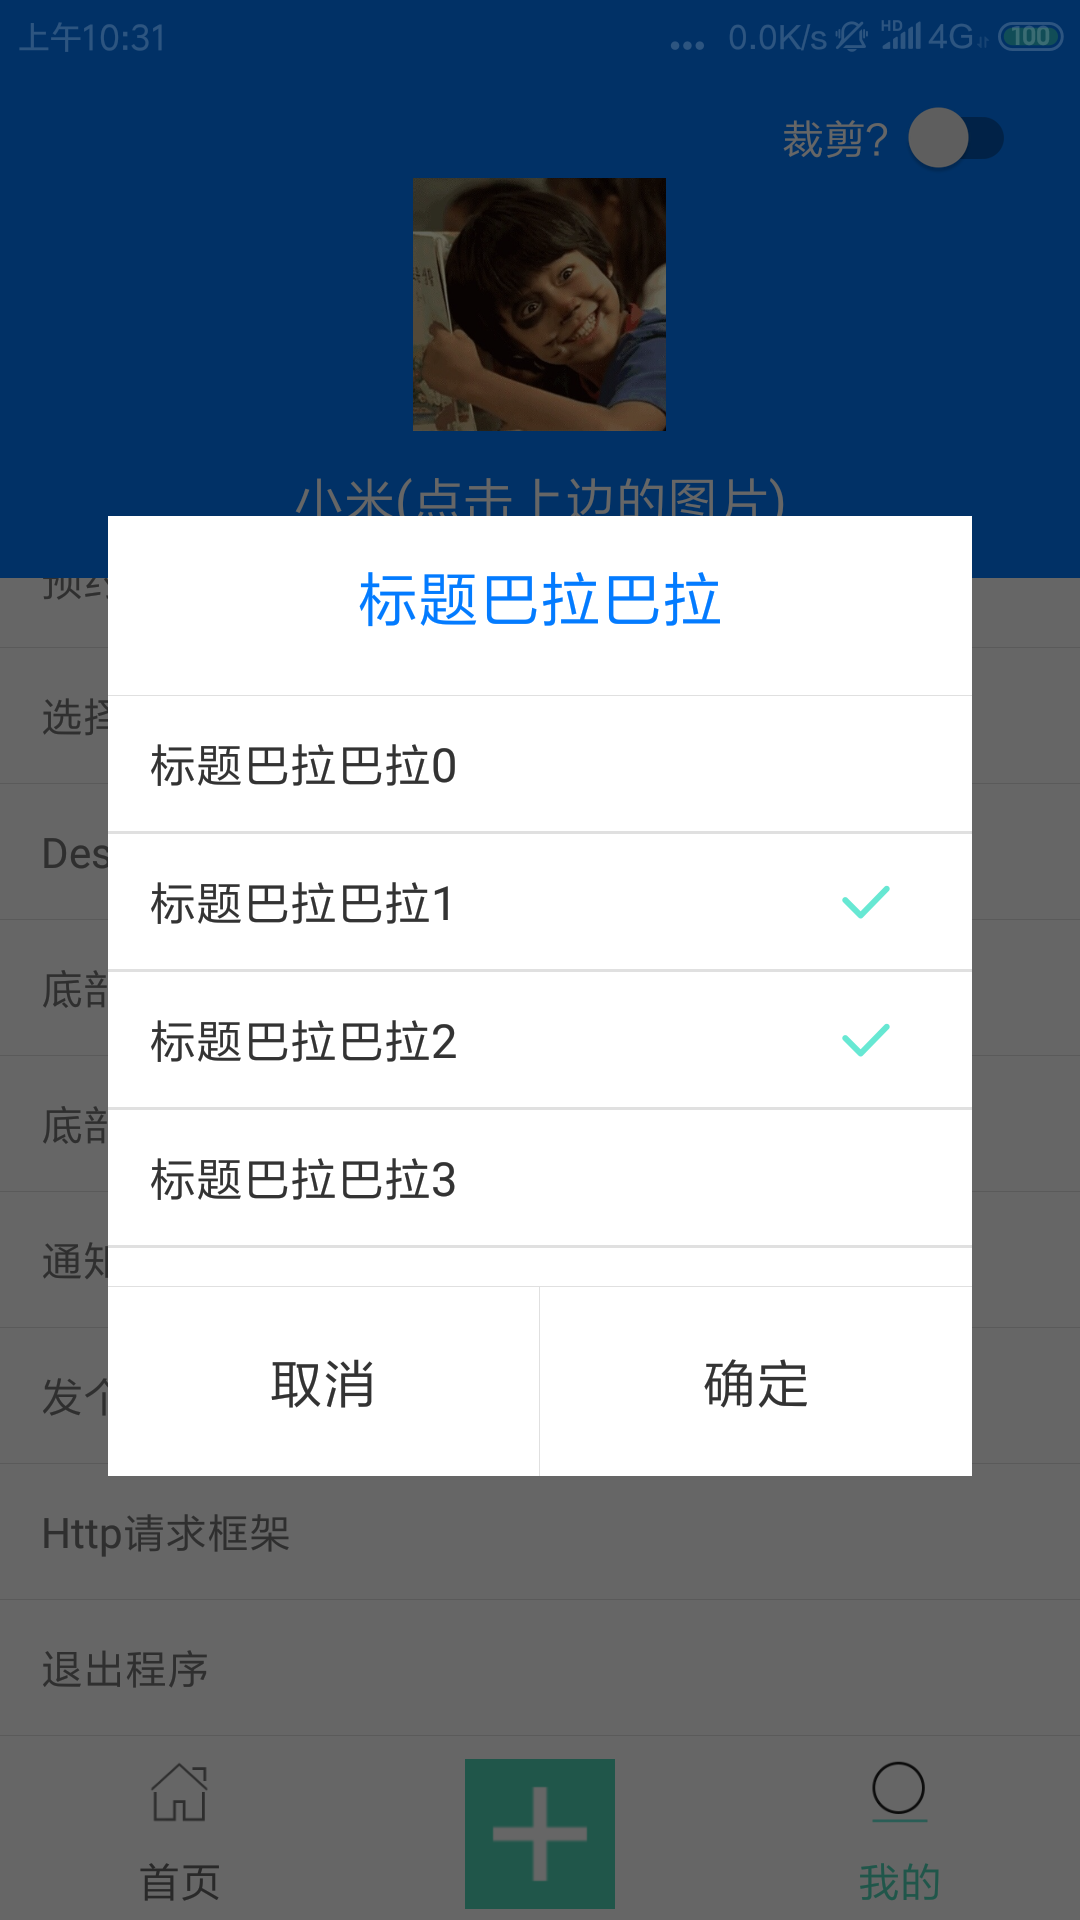 上午10:31 ... 0.0K/s HD 4G 100
裁剪?
小米(点击上边的图片)
标题巴拉巴拉
预约
选择
标题巴拉巴拉0
Des
标题巴拉巴拉1
底部
标题巴拉巴拉2
底部
标题巴拉巴拉3
通知
取消 确定
发个
Http请求框架
退出程序
首页 我的